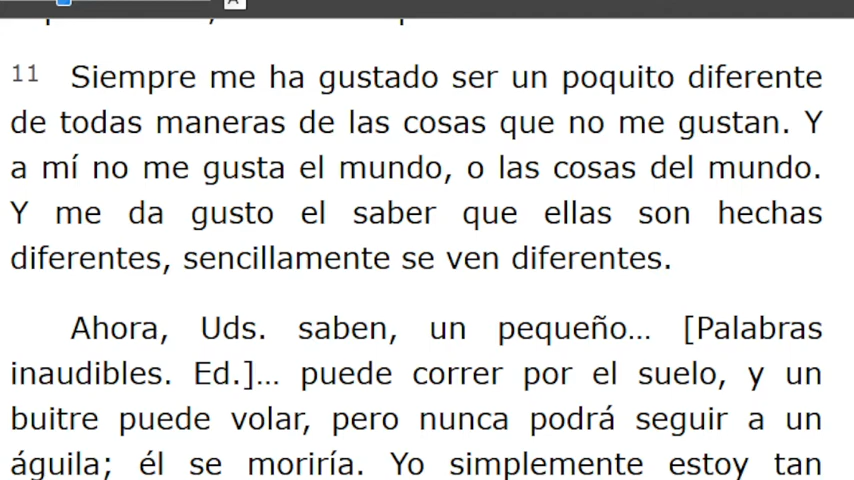 11 Siempre me ha gustado ser un poquito diferente
de todas maneras de las cosas que no me gustan. Y
a mí no me gusta el mundo, o las cosas del mundo.
Y me da gusto el saber que ellas son hechas
diferentes, sencillamente se ven diferentes.
Ahora, Uds. saben, un pequeño... [Palabras
inaudibles. Ed.]... puede correr por el suelo, y un
buitre puede volar, pero nunca podrá seguir a un
águila; él se moriría. Yo simplemente estoy tan